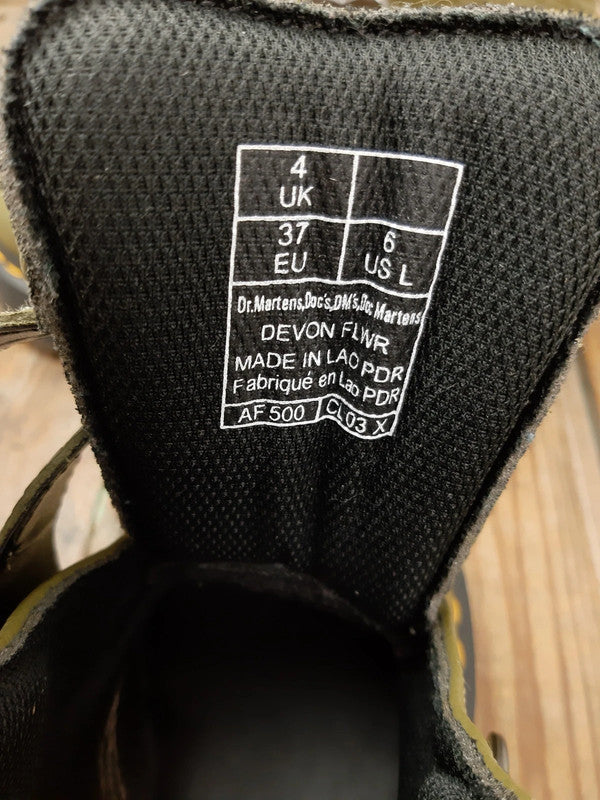 4
UK
37
EU
6
US L
Dr.Martens,Doc's,DM's,Doc Martens
DEVON FLWR
MADE IN LAO PDR
Fabriqué en Lao PDR
AF 500
CL 03 X